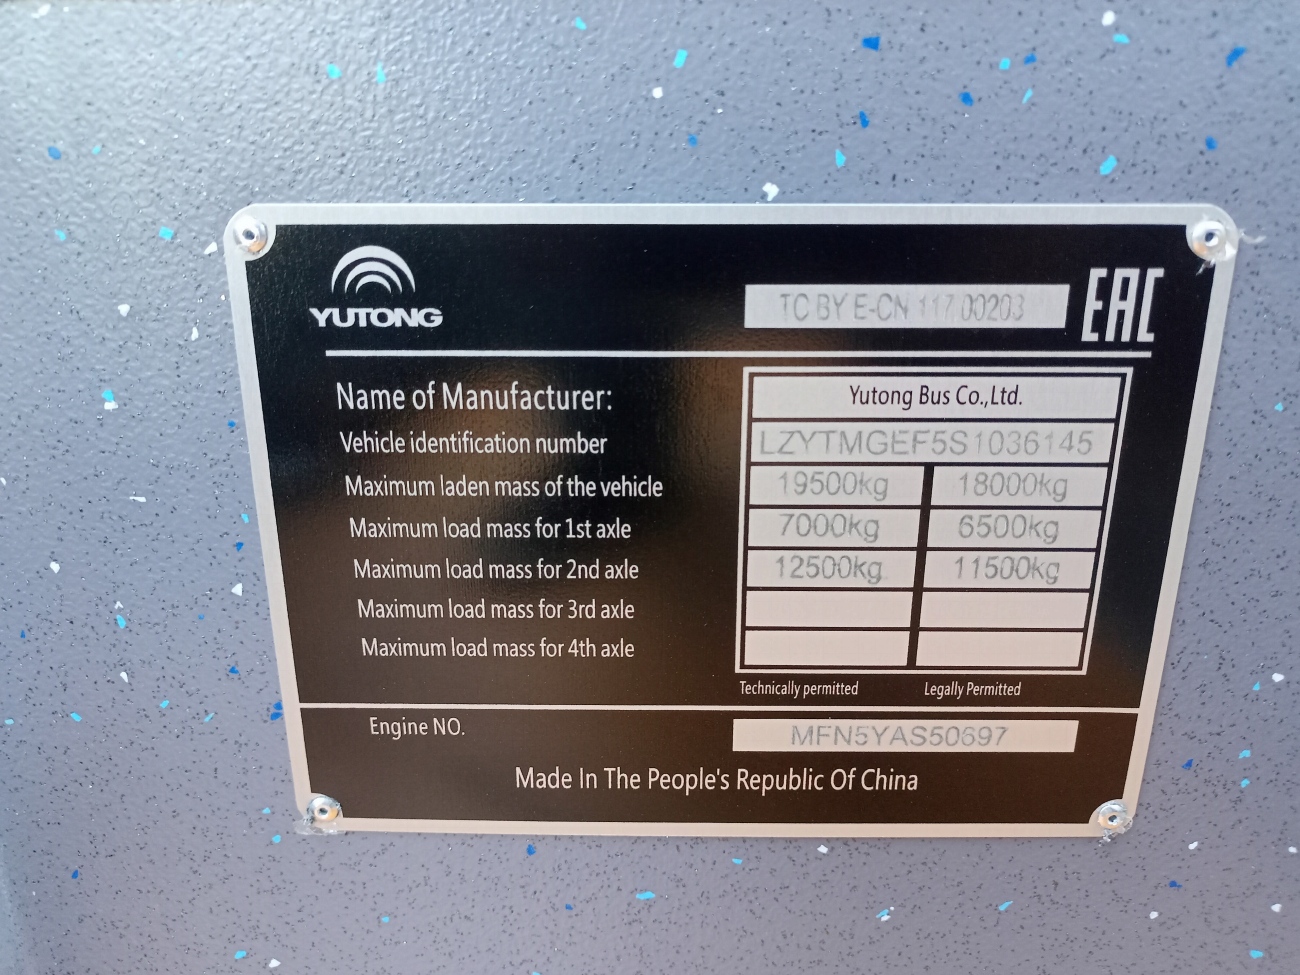 YUTONG
TC BY E-CN 117.00203 EAC
Name of Manufacturer: Yutong Bus Co.,Ltd.
Vehicle identification number LZYTMGEF5S1036145
Maximum laden mass of the vehicle 19500kg 18000kg
Maximum load mass for 1st axle 7000kg 6500kg
Maximum load mass for 2nd axle 12500kg 11500kg
Maximum load mass for 3rd axle
Maximum load mass for 4th axle
Technically permitted Legally Permitted
Engine NO. MFN5YAS50697
Made In The People's Republic Of China